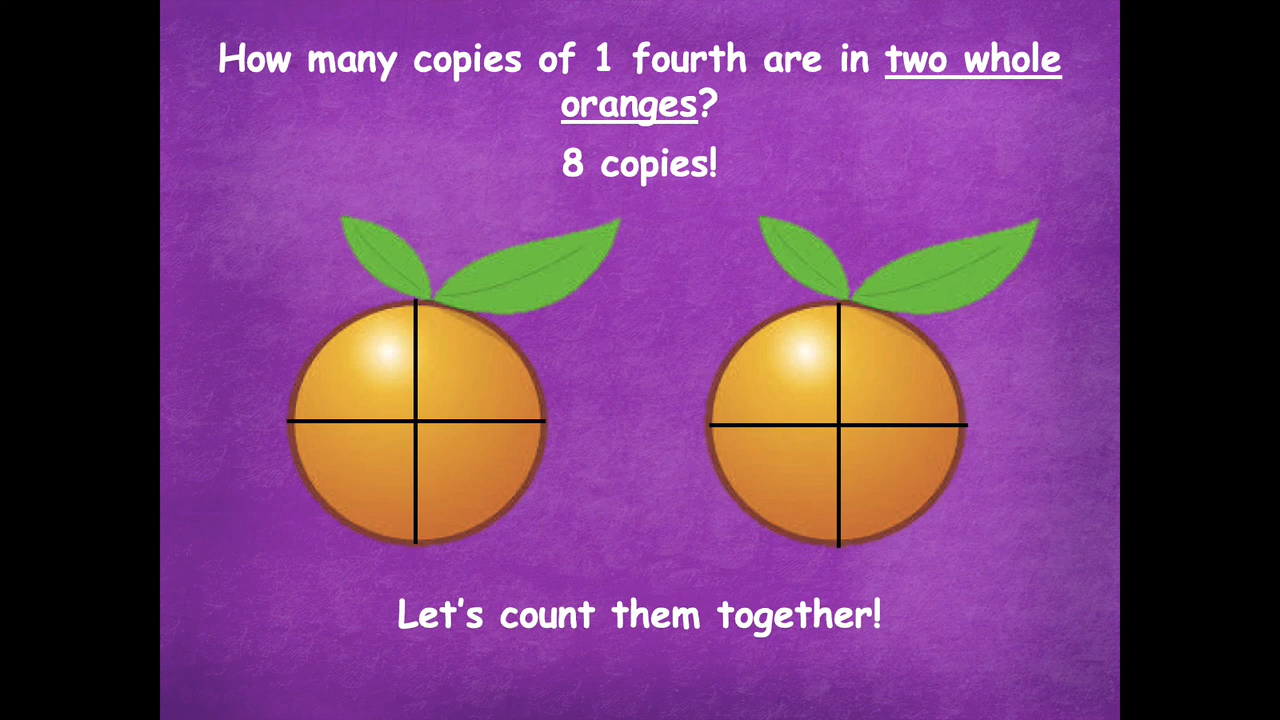 How many copies of 1 fourth are in two whole
oranges?
8 copies!
Let's count them together!